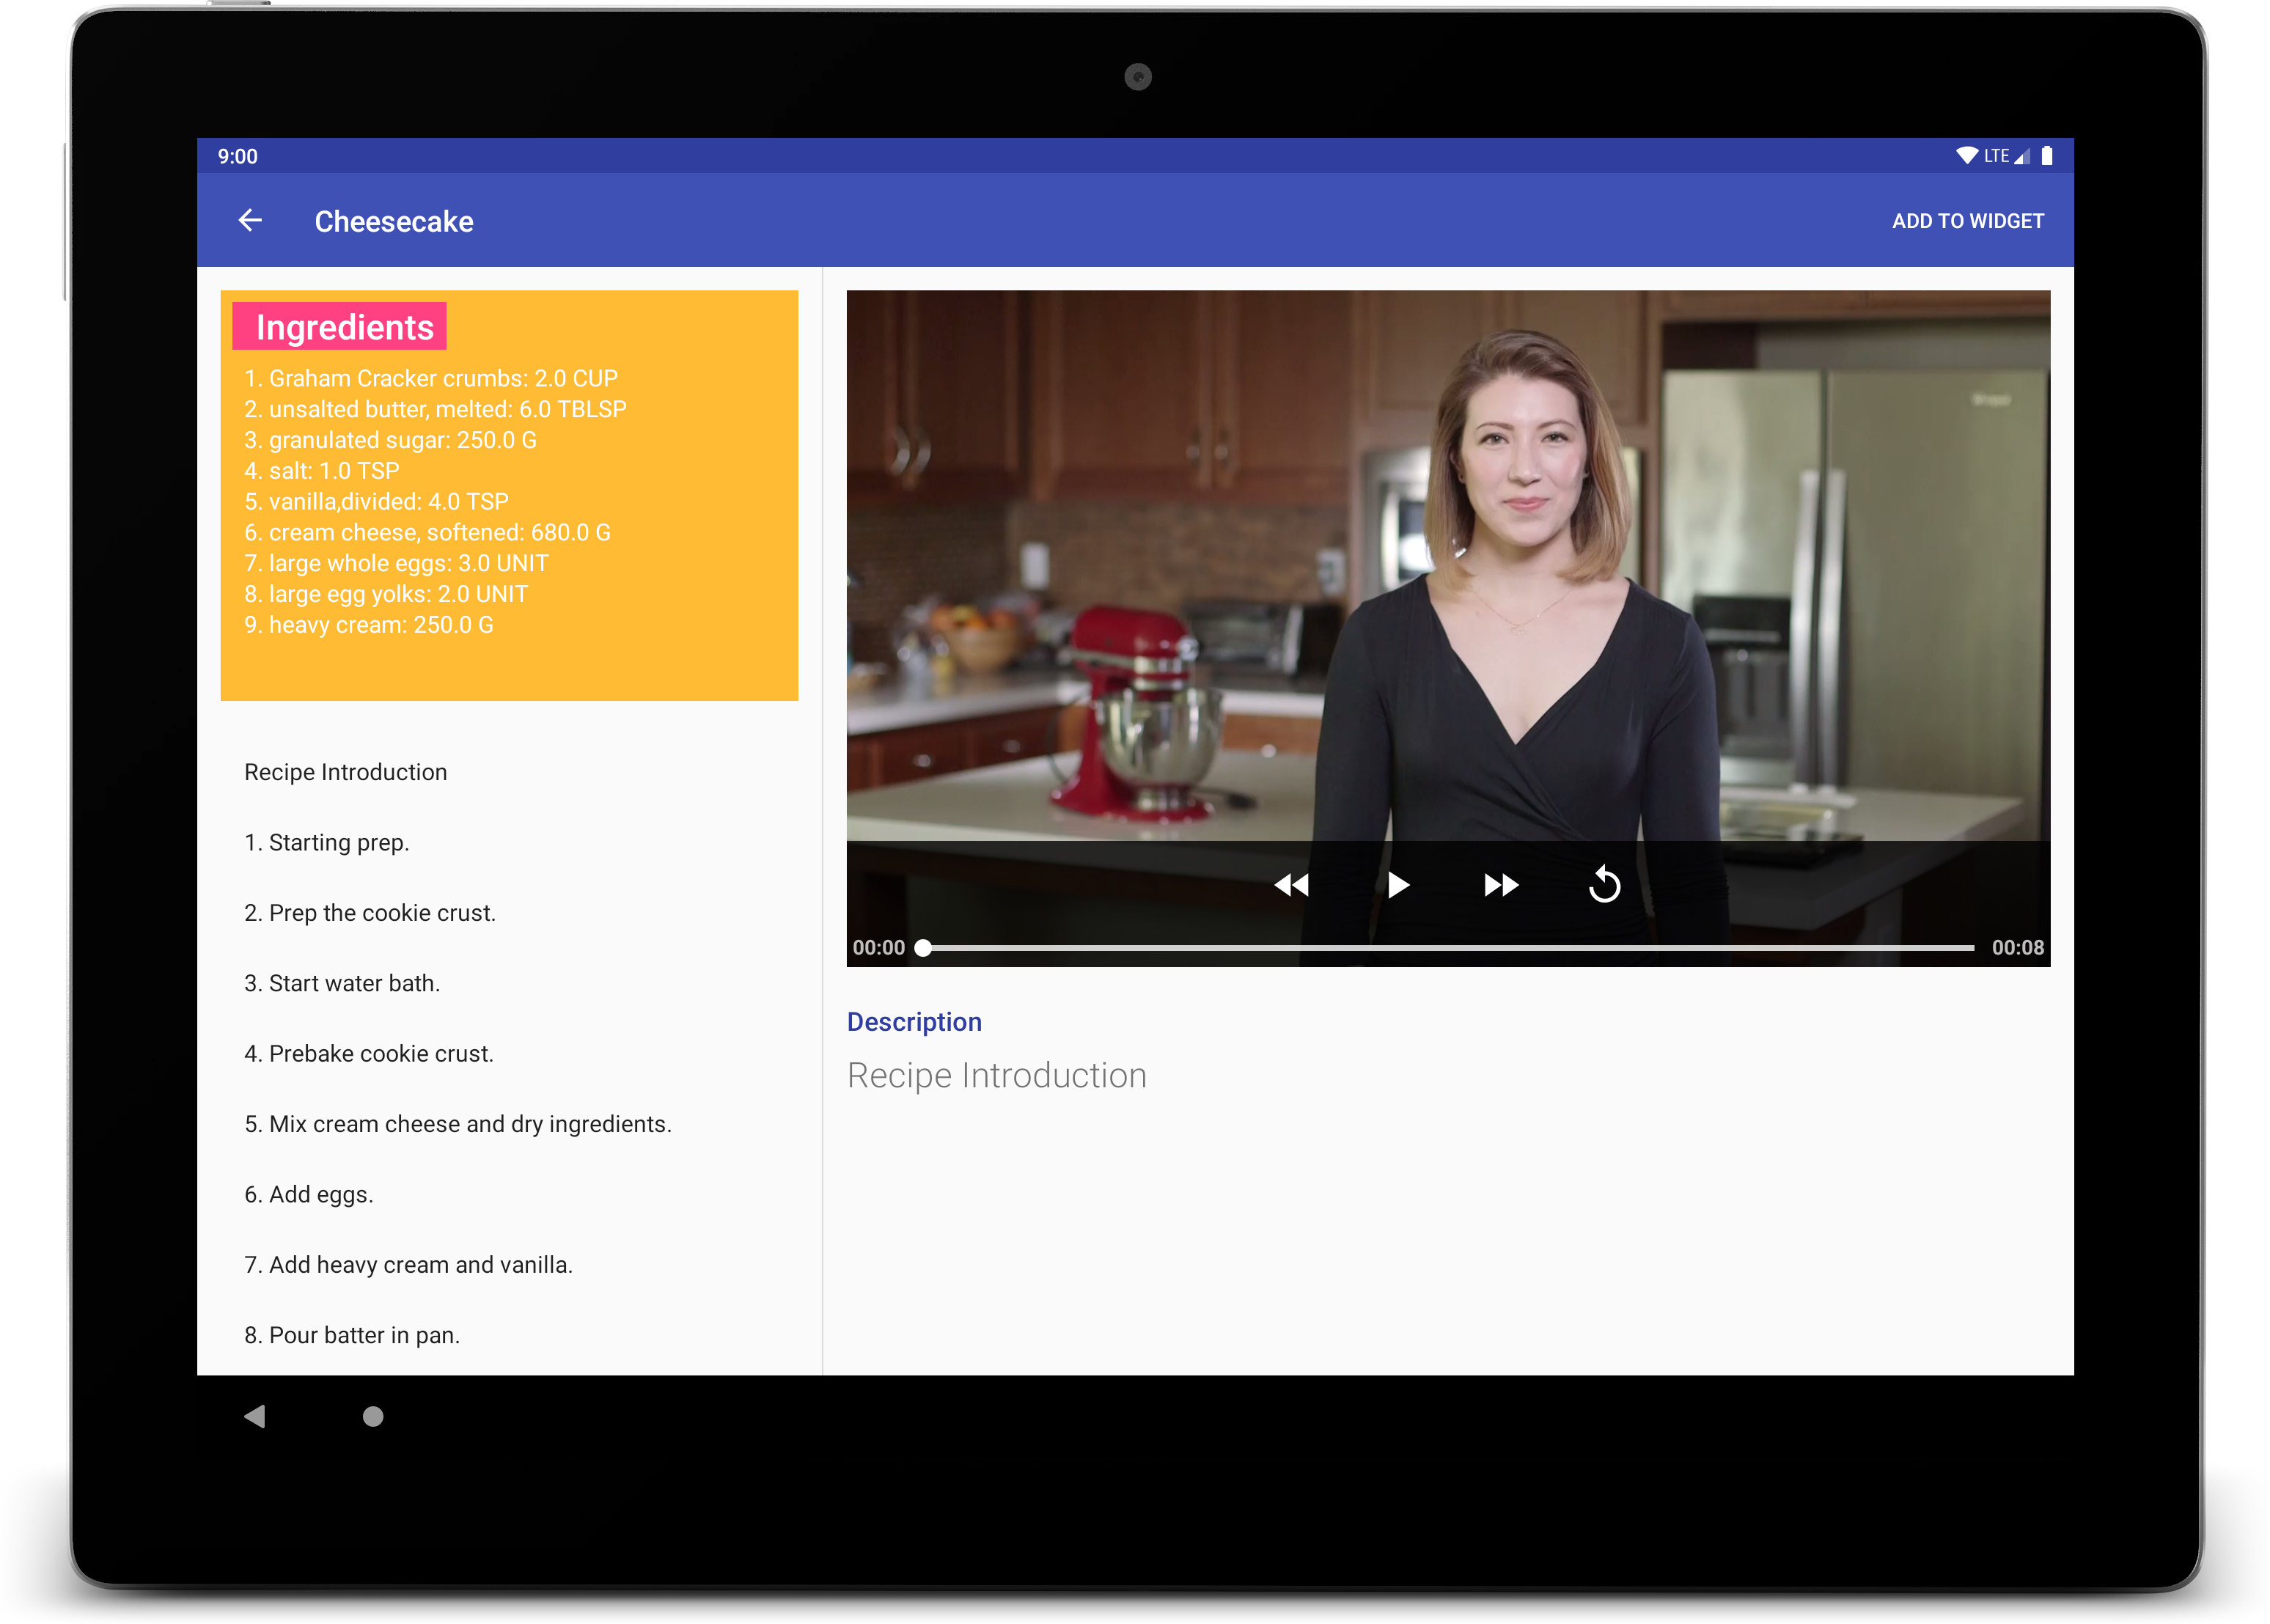 9:00
LTE
Cheesecake
ADD TO WIDGET
Ingredients
1. Graham Cracker crumbs: 2.0 CUP
2. unsalted butter, melted: 6.0 TBLSP
3. granulated sugar: 250.0 G
4. salt: 1.0 TSP
5. vanilla,divided: 4.0 TSP
6. cream cheese, softened: 680.0 G
7. large whole eggs: 3.0 UNIT
8. large egg yolks: 2.0 UNIT
9. heavy cream: 250.0 G
Recipe Introduction
1. Starting prep.
2. Prep the cookie crust.
3. Start water bath.
4. Prebake cookie crust.
5. Mix cream cheese and dry ingredients.
6. Add eggs.
7. Add heavy cream and vanilla.
8. Pour batter in pan.
00:00
00:08
Description
Recipe Introduction